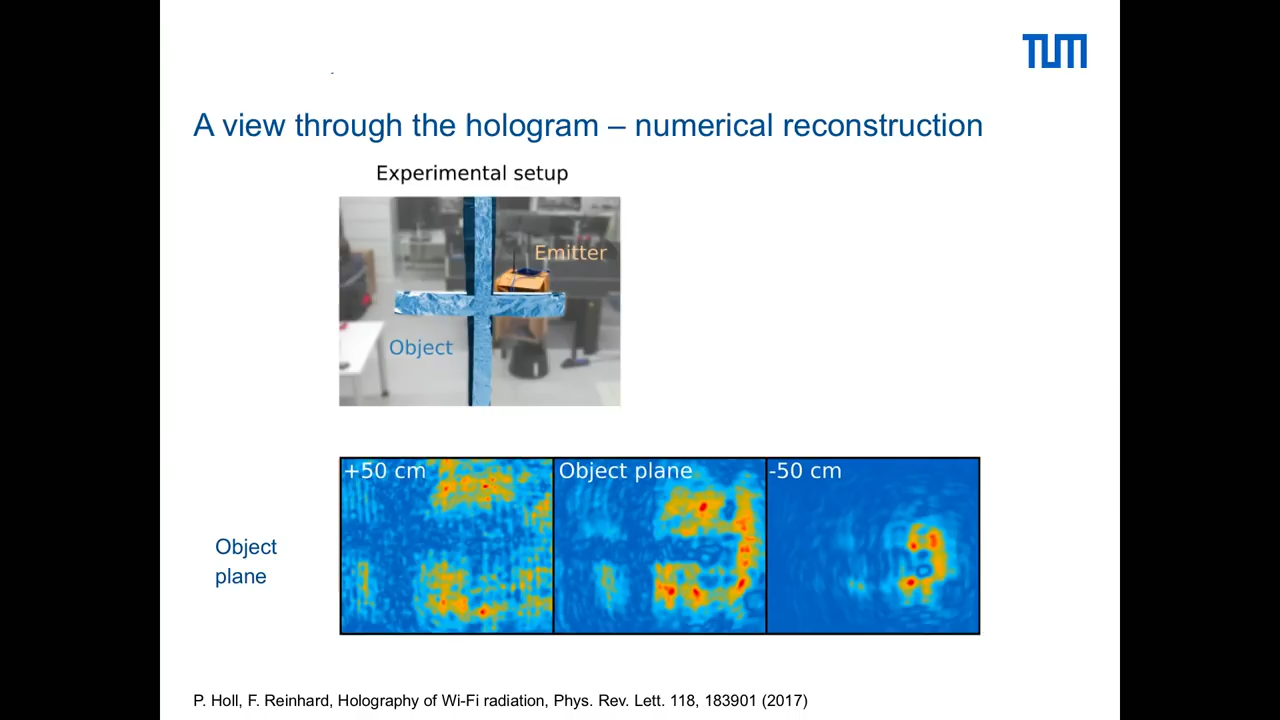 TUM
A view through the hologram – numerical reconstruction
Experimental setup
Emitter
Object
+50 cm
Object plane
-50 cm
Object
plane
P. Holl, F. Reinhard, Holography of Wi-Fi radiation, Phys. Rev. Lett. 118, 183901 (2017)